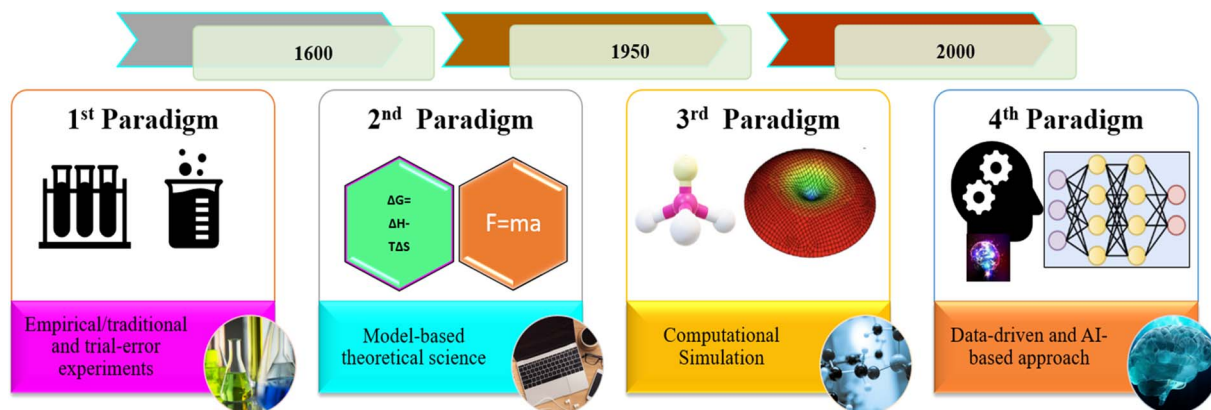 1600
1950
2000
1st Paradigm
2nd Paradigm
3rd Paradigm
4th Paradigm
ΔG=
ΔH-
TΔS
F=ma
Empirical/traditional
and trial-error
experiments
Model-based
theoretical science
Computational
Simulation
Data-driven and AI-
based approach